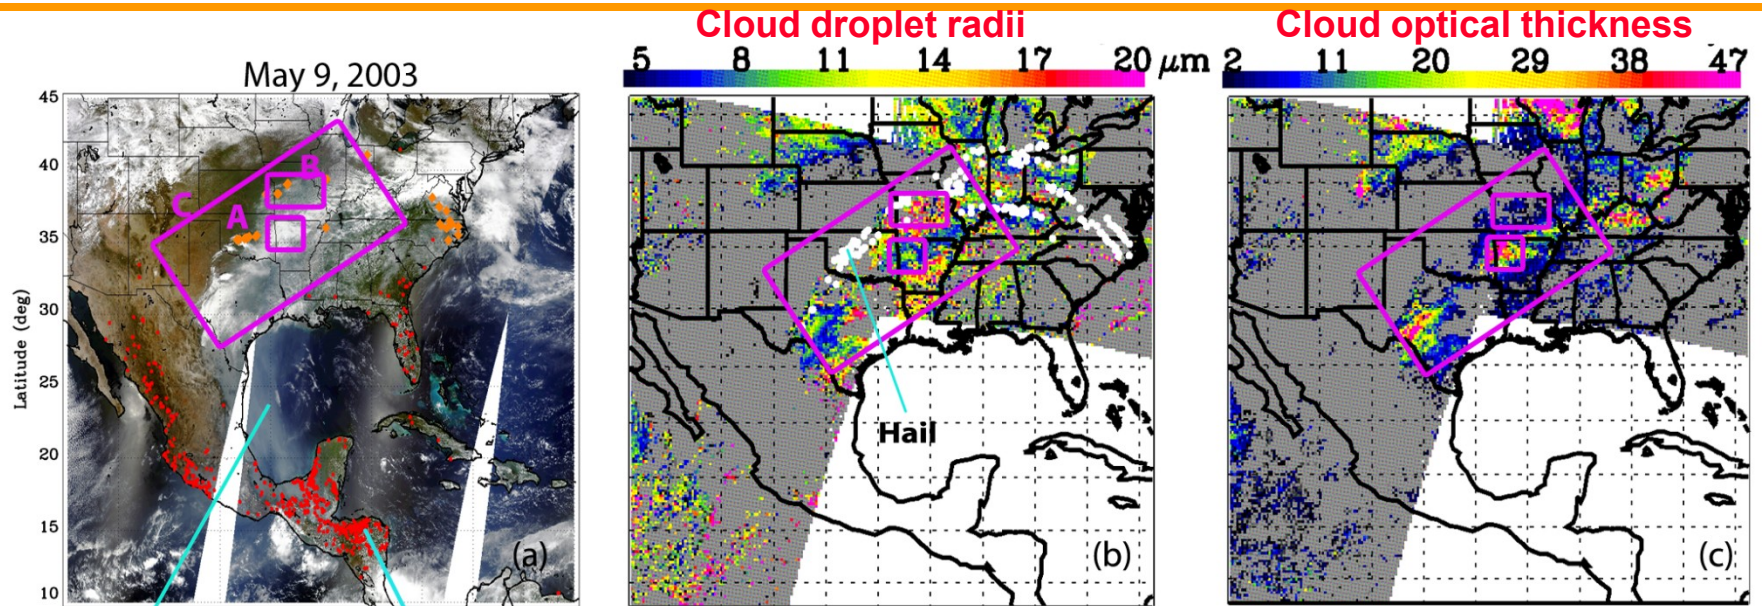 Cloud droplet radii
Cloud optical thickness
May 9, 2003
5 8 11 14 17 20 μm
2 11 20 29 38 47
45
40
35
30
25
20
15
10
Latitude (deg)
B
C
A
Hail
(a)
(b)
(c)